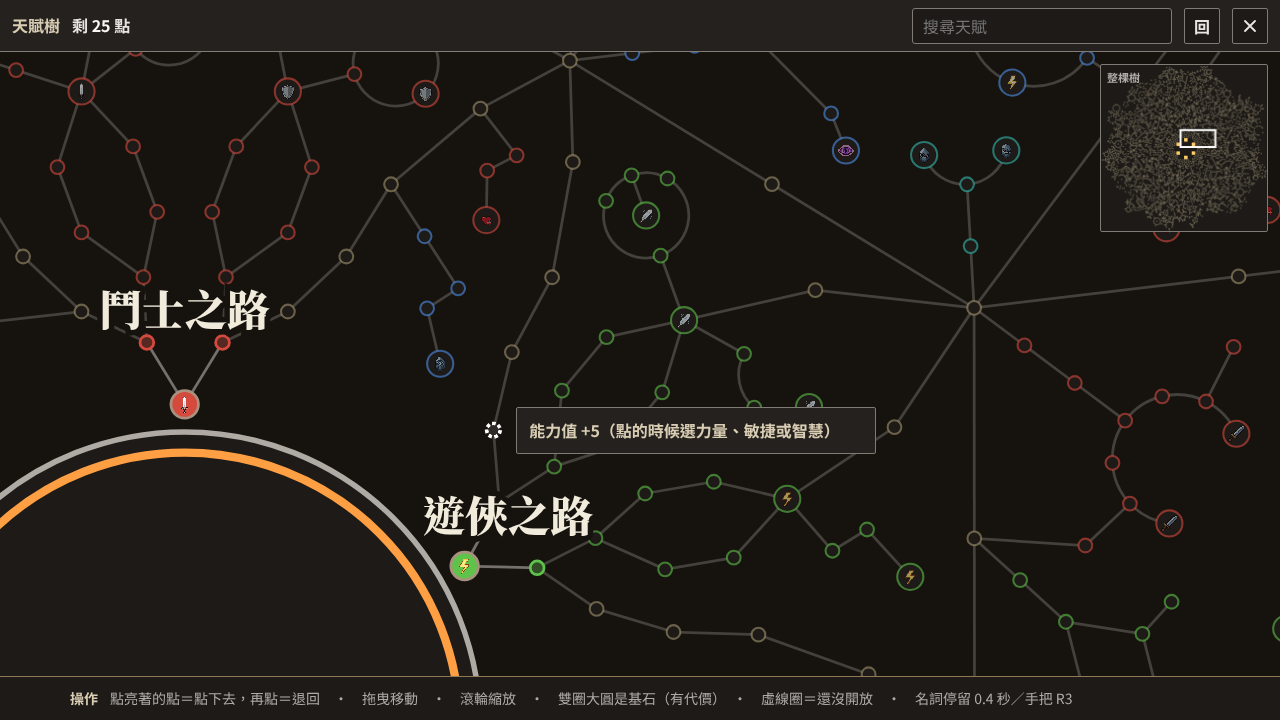 天賦樹 剩 25 點
搜尋天賦
回
整棵樹
鬥士之路
能力值 +5（點的時候選力量、敏捷或智慧）
遊俠之路
操作 點亮著的點＝點下去，再點＝退回 • 拖曳移動 • 滾輪縮放 • 雙圈大圓是基石（有代價） • 虛線圈＝還沒開放 • 名詞停留 0.4 秒／手把 R3